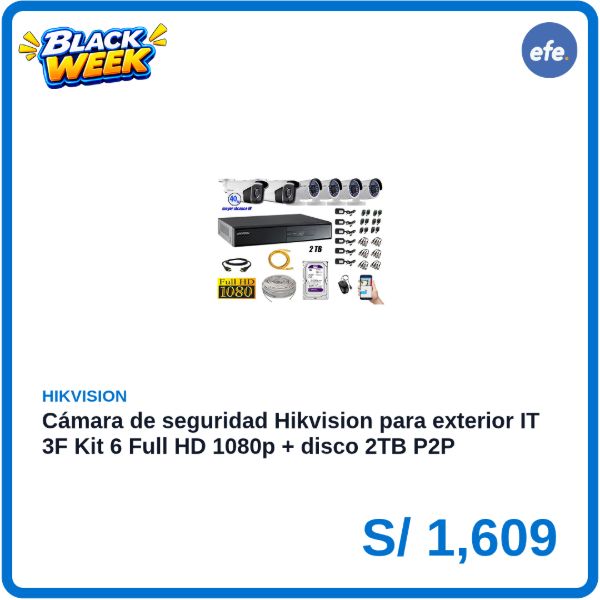 BLACK
WEEK
efe.
40
2 TB
Full HD
1080
HIKVISION
Cámara de seguridad Hikvision para exterior IT
3F Kit 6 Full HD 1080p + disco 2TB P2P
S/ 1,609